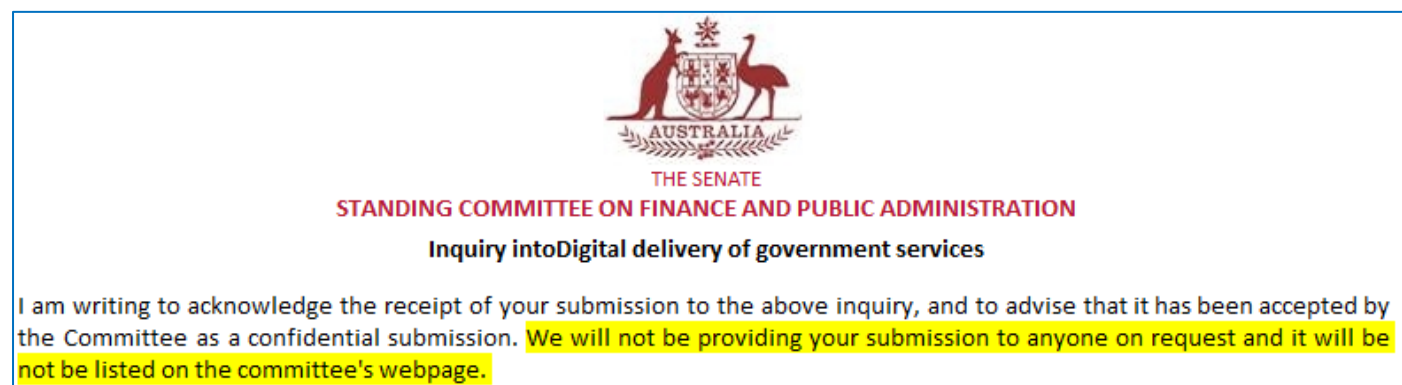 AUSTRALIA
THE SENATE
STANDING COMMITTEE ON FINANCE AND PUBLIC ADMINISTRATION
Inquiry intoDigital delivery of government services
I am writing to acknowledge the receipt of your submission to the above inquiry, and to advise that it has been accepted by
the Committee as a confidential submission. We will not be providing your submission to anyone on request and it will be
not be listed on the committee's webpage.